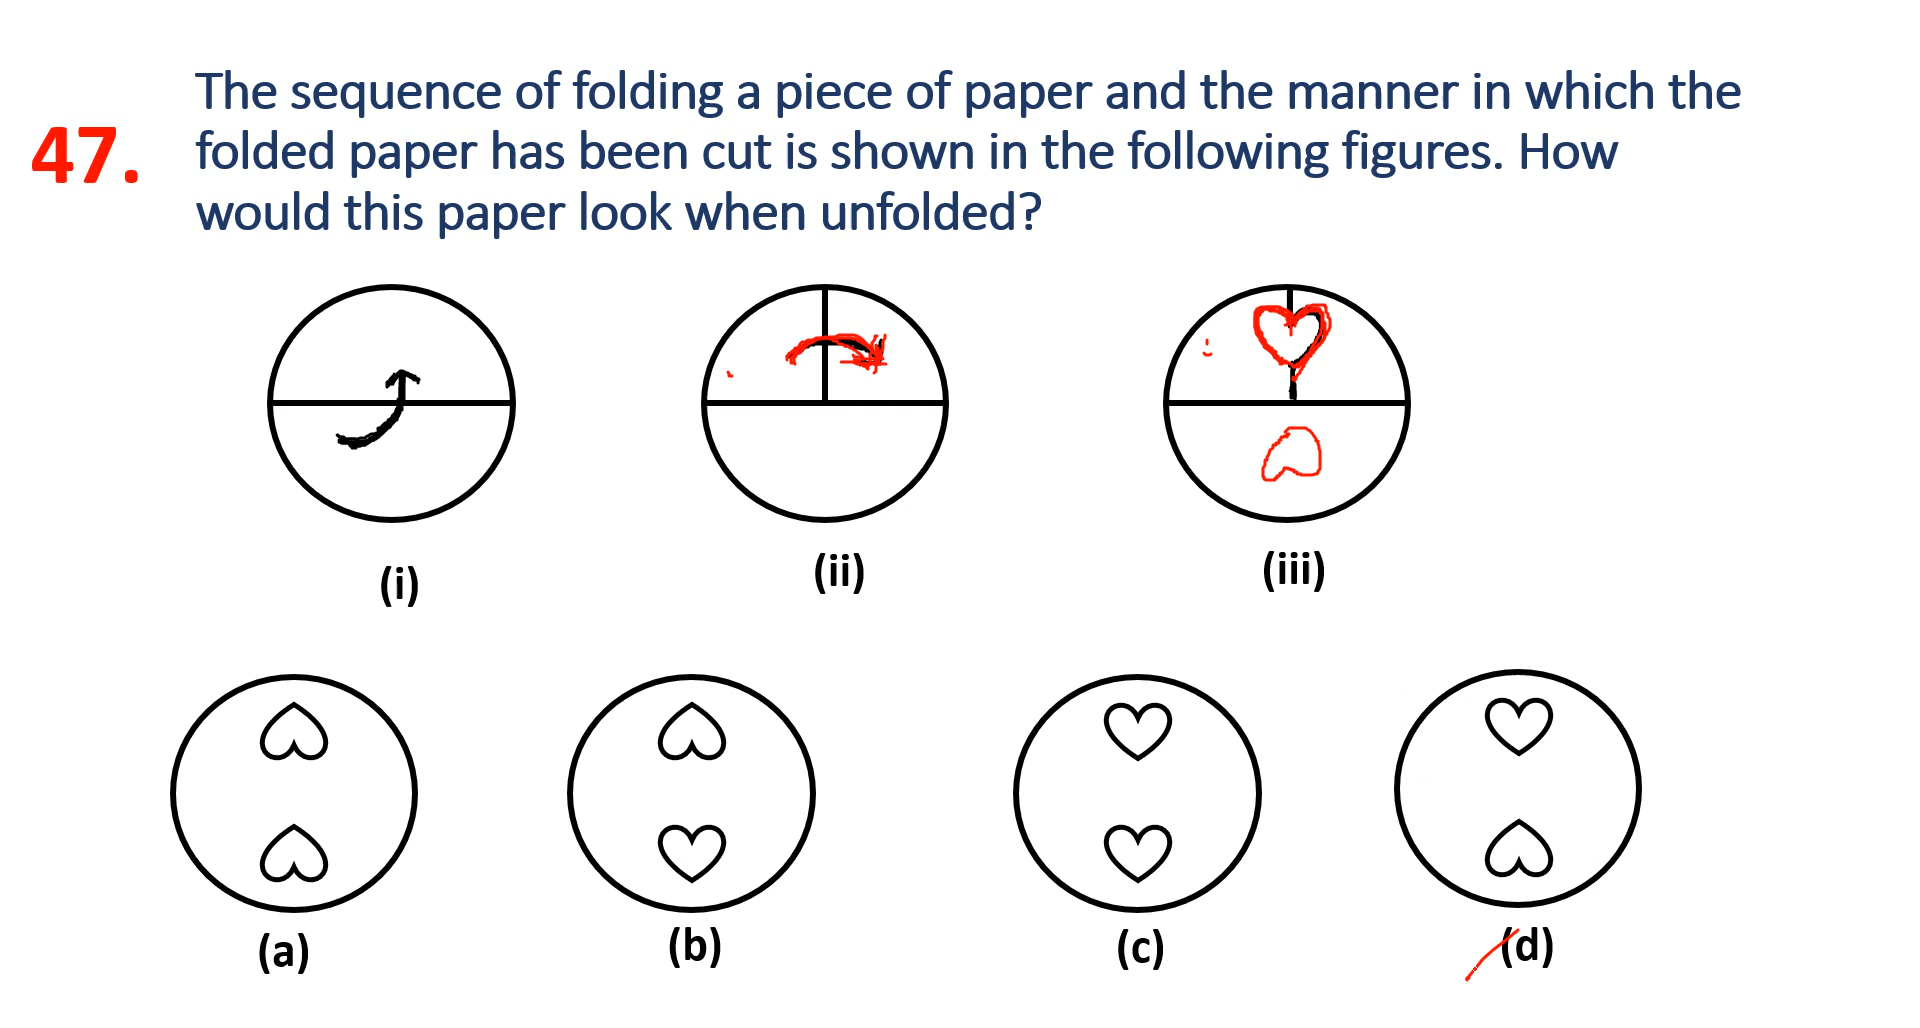 47.
The sequence of folding a piece of paper and the manner in which the
folded paper has been cut is shown in the following figures. How
would this paper look when unfolded?
(i) (ii) (iii)
(a) (b) (c) (d)